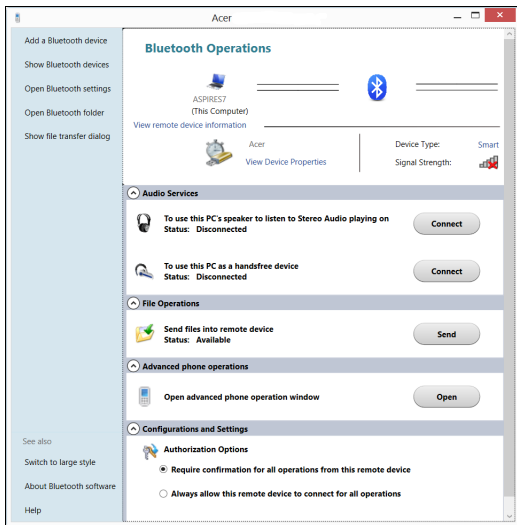 Acer
Add a Bluetooth device
Show Bluetooth devices
Open Bluetooth settings
Open Bluetooth folder
Show file transfer dialog
See also
Switch to large style
About Bluetooth software
Help
Bluetooth Operations
ASPIRES7
(This Computer)
View remote device information
Acer
View Device Properties
Device Type: Smart
Signal Strength:
Audio Services
To use this PC's speaker to listen to Stereo Audio playing on
Status: Disconnected
Connect
To use this PC as a handsfree device
Status: Disconnected
Connect
File Operations
Send files into remote device
Status: Available
Send
Advanced phone operations
Open advanced phone operation window
Open
Configurations and Settings
Authorization Options
Require confirmation for all operations from this remote device
Always allow this remote device to connect for all operations